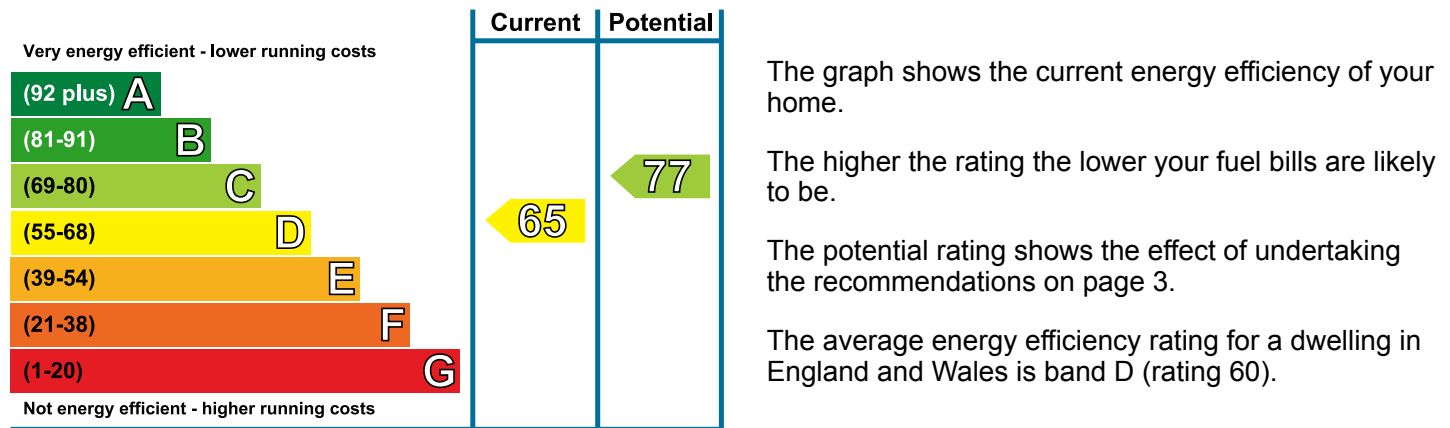 Current Potential
Very energy efficient - lower running costs
(92 plus) A
(81-91) B
(69-80) C
77
(55-68) D
65
(39-54) E
(21-38) F
(1-20) G
Not energy efficient - higher running costs
The graph shows the current energy efficiency of your
home.
The higher the rating the lower your fuel bills are likely
to be.
The potential rating shows the effect of undertaking
the recommendations on page 3.
The average energy efficiency rating for a dwelling in
England and Wales is band D (rating 60).